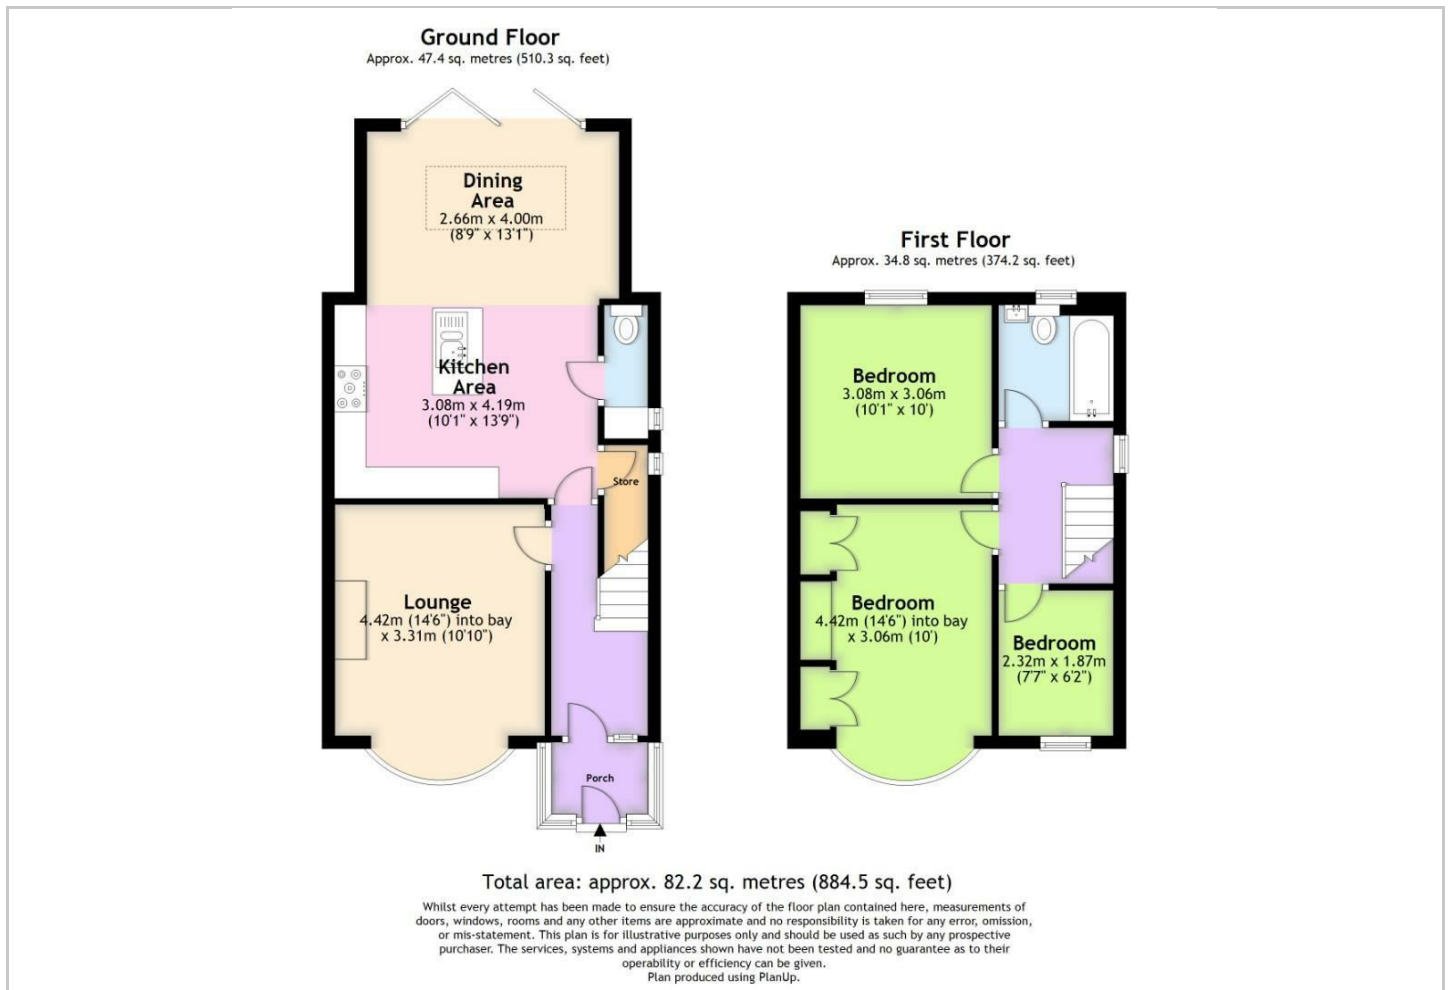 Ground Floor
Approx. 47.4 sq. metres (510.3 sq. feet)
Dining
Area
2.66m x 4.00m
(8'9" x 13'1")
Kitchen
Area
3.08m x 4.19m
(10'1" x 13'9")
Store
Lounge
4.42m (14'6") into bay
x 3.31m (10'10")
Porch
IN
First Floor
Approx. 34.8 sq. metres (374.2 sq. feet)
Bedroom
3.08m x 3.06m
(10'1" x 10')
Bedroom
4.42m (14'6") into bay
x 3.06m (10')
Bedroom
2.32m x 1.87m
(7'7" x 6'2")
Total area: approx. 82.2 sq. metres (884.5 sq. feet)
Whilst every attempt has been made to ensure the accuracy of the floor plan contained here, measurements of
doors, windows, rooms and any other items are approximate and no responsibility is taken for any error, omission,
or mis-statement. This plan is for illustrative purposes only and should be used as such by any prospective
purchaser. The services, systems and appliances shown have not been tested and no guarantee as to their
operability or efficiency can be given.
Plan produced using PlanUp.